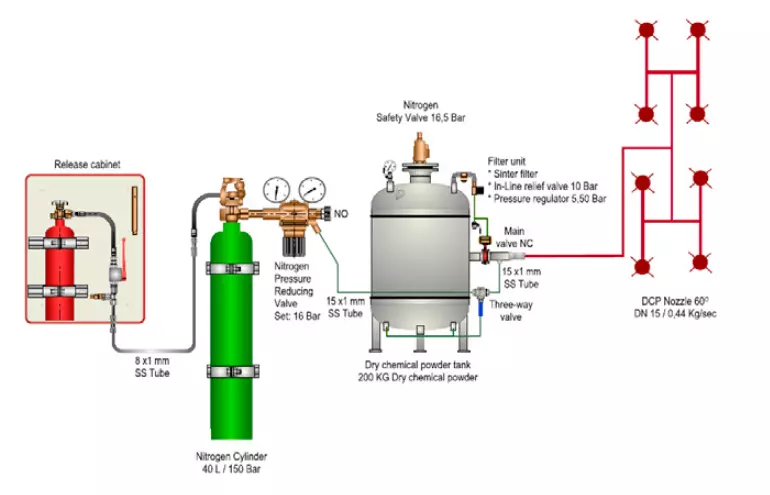 Nitrogen
Safety Valve 16,5 Bar
Release cabinet
Filter unit
* Sinter filter
* In-Line relief valve 10 Bar
* Pressure regulator 5,50 Bar
NO
Main
valve NC
Nitrogen
Pressure
Reducing
Valve
Set: 16 Bar
15 x1 mm
SS Tube
15 x1 mm
SS Tube
Three-way
valve
DCP Nozzle 60º
DN 15 / 0,44 Kg/sec
8 x1 mm
SS Tube
Dry chemical powder tank
200 KG Dry chemical powder
Nitrogen Cylinder
40 L / 150 Bar